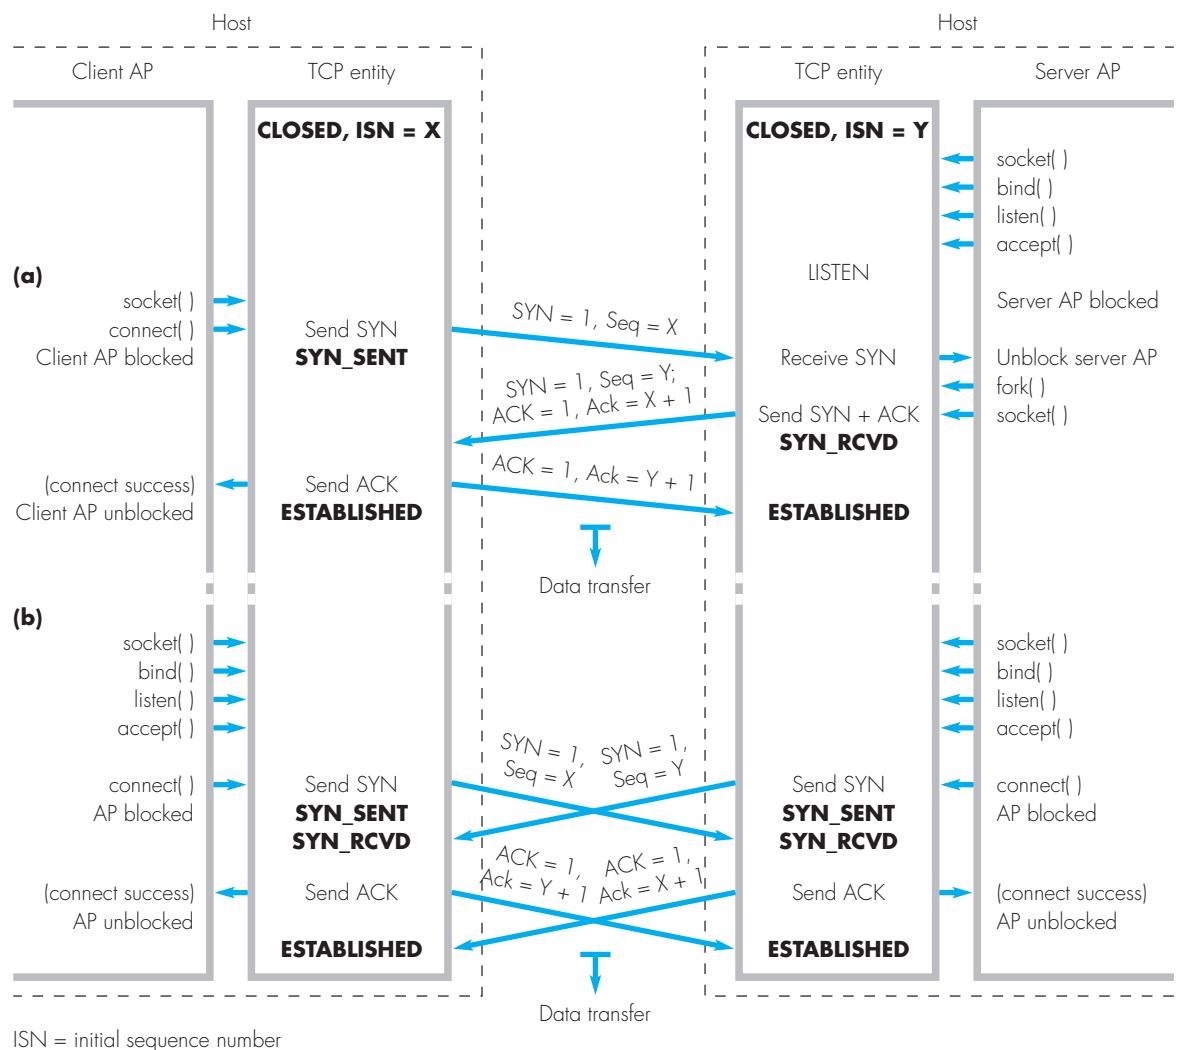 Host
Host
Client AP
TCP entity
TCP entity
Server AP
CLOSED, ISN = X
CLOSED, ISN = Y
socket( )
bind( )
listen( )
accept( )
(a)
LISTEN
socket( )
Server AP blocked
connect( )
Send SYN
SYN = 1, Seq = X
Client AP blocked
SYN_SENT
Receive SYN
Unblock server AP
SYN = 1, Seq = Y;
ACK = 1, Ack = X + 1
fork( )
Send SYN + ACK
socket( )
SYN_RCVD
(connect success)
Send ACK
ACK = 1, Ack = Y + 1
Client AP unblocked
ESTABLISHED
ESTABLISHED
Data transfer
(b)
socket( )
socket( )
bind( )
bind( )
listen( )
listen( )
accept( )
accept( )
SYN = 1,
Seq = X
SYN = 1,
Seq = Y
connect( )
Send SYN
Send SYN
connect( )
AP blocked
SYN_SENT
SYN_SENT
AP blocked
SYN_RCVD
SYN_RCVD
ACK = 1,
Ack = Y + 1
ACK = 1,
Ack = X + 1
(connect success)
Send ACK
Send ACK
(connect success)
AP unblocked
AP unblocked
ESTABLISHED
ESTABLISHED
Data transfer
ISN = initial sequence number